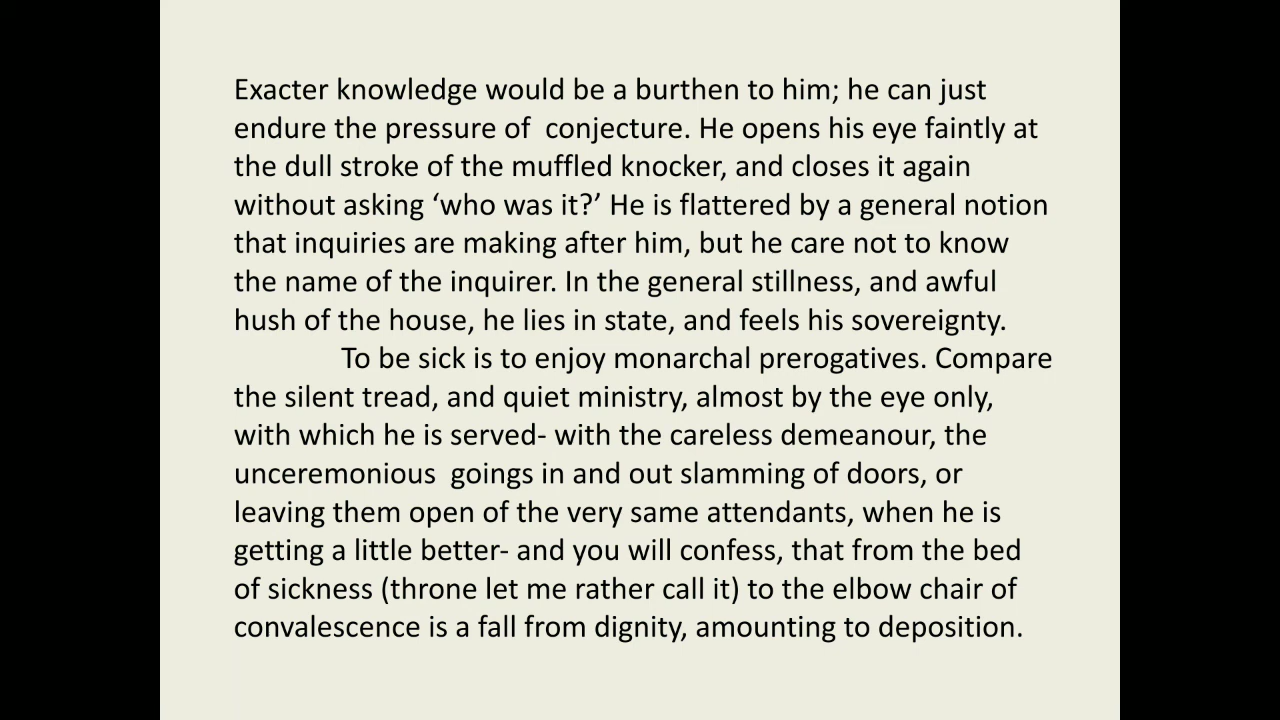 Exacter knowledge would be a burthen to him; he can just
endure the pressure of  conjecture. He opens his eye faintly at
the dull stroke of the muffled knocker, and closes it again
without asking ‘who was it?’ He is flattered by a general notion
that inquiries are making after him, but he care not to know
the name of the inquirer. In the general stillness, and awful
hush of the house, he lies in state, and feels his sovereignty.
To be sick is to enjoy monarchal prerogatives. Compare
the silent tread, and quiet ministry, almost by the eye only,
with which he is served- with the careless demeanour, the
unceremonious  goings in and out slamming of doors, or
leaving them open of the very same attendants, when he is
getting a little better- and you will confess, that from the bed
of sickness (throne let me rather call it) to the elbow chair of
convalescence is a fall from dignity, amounting to deposition.